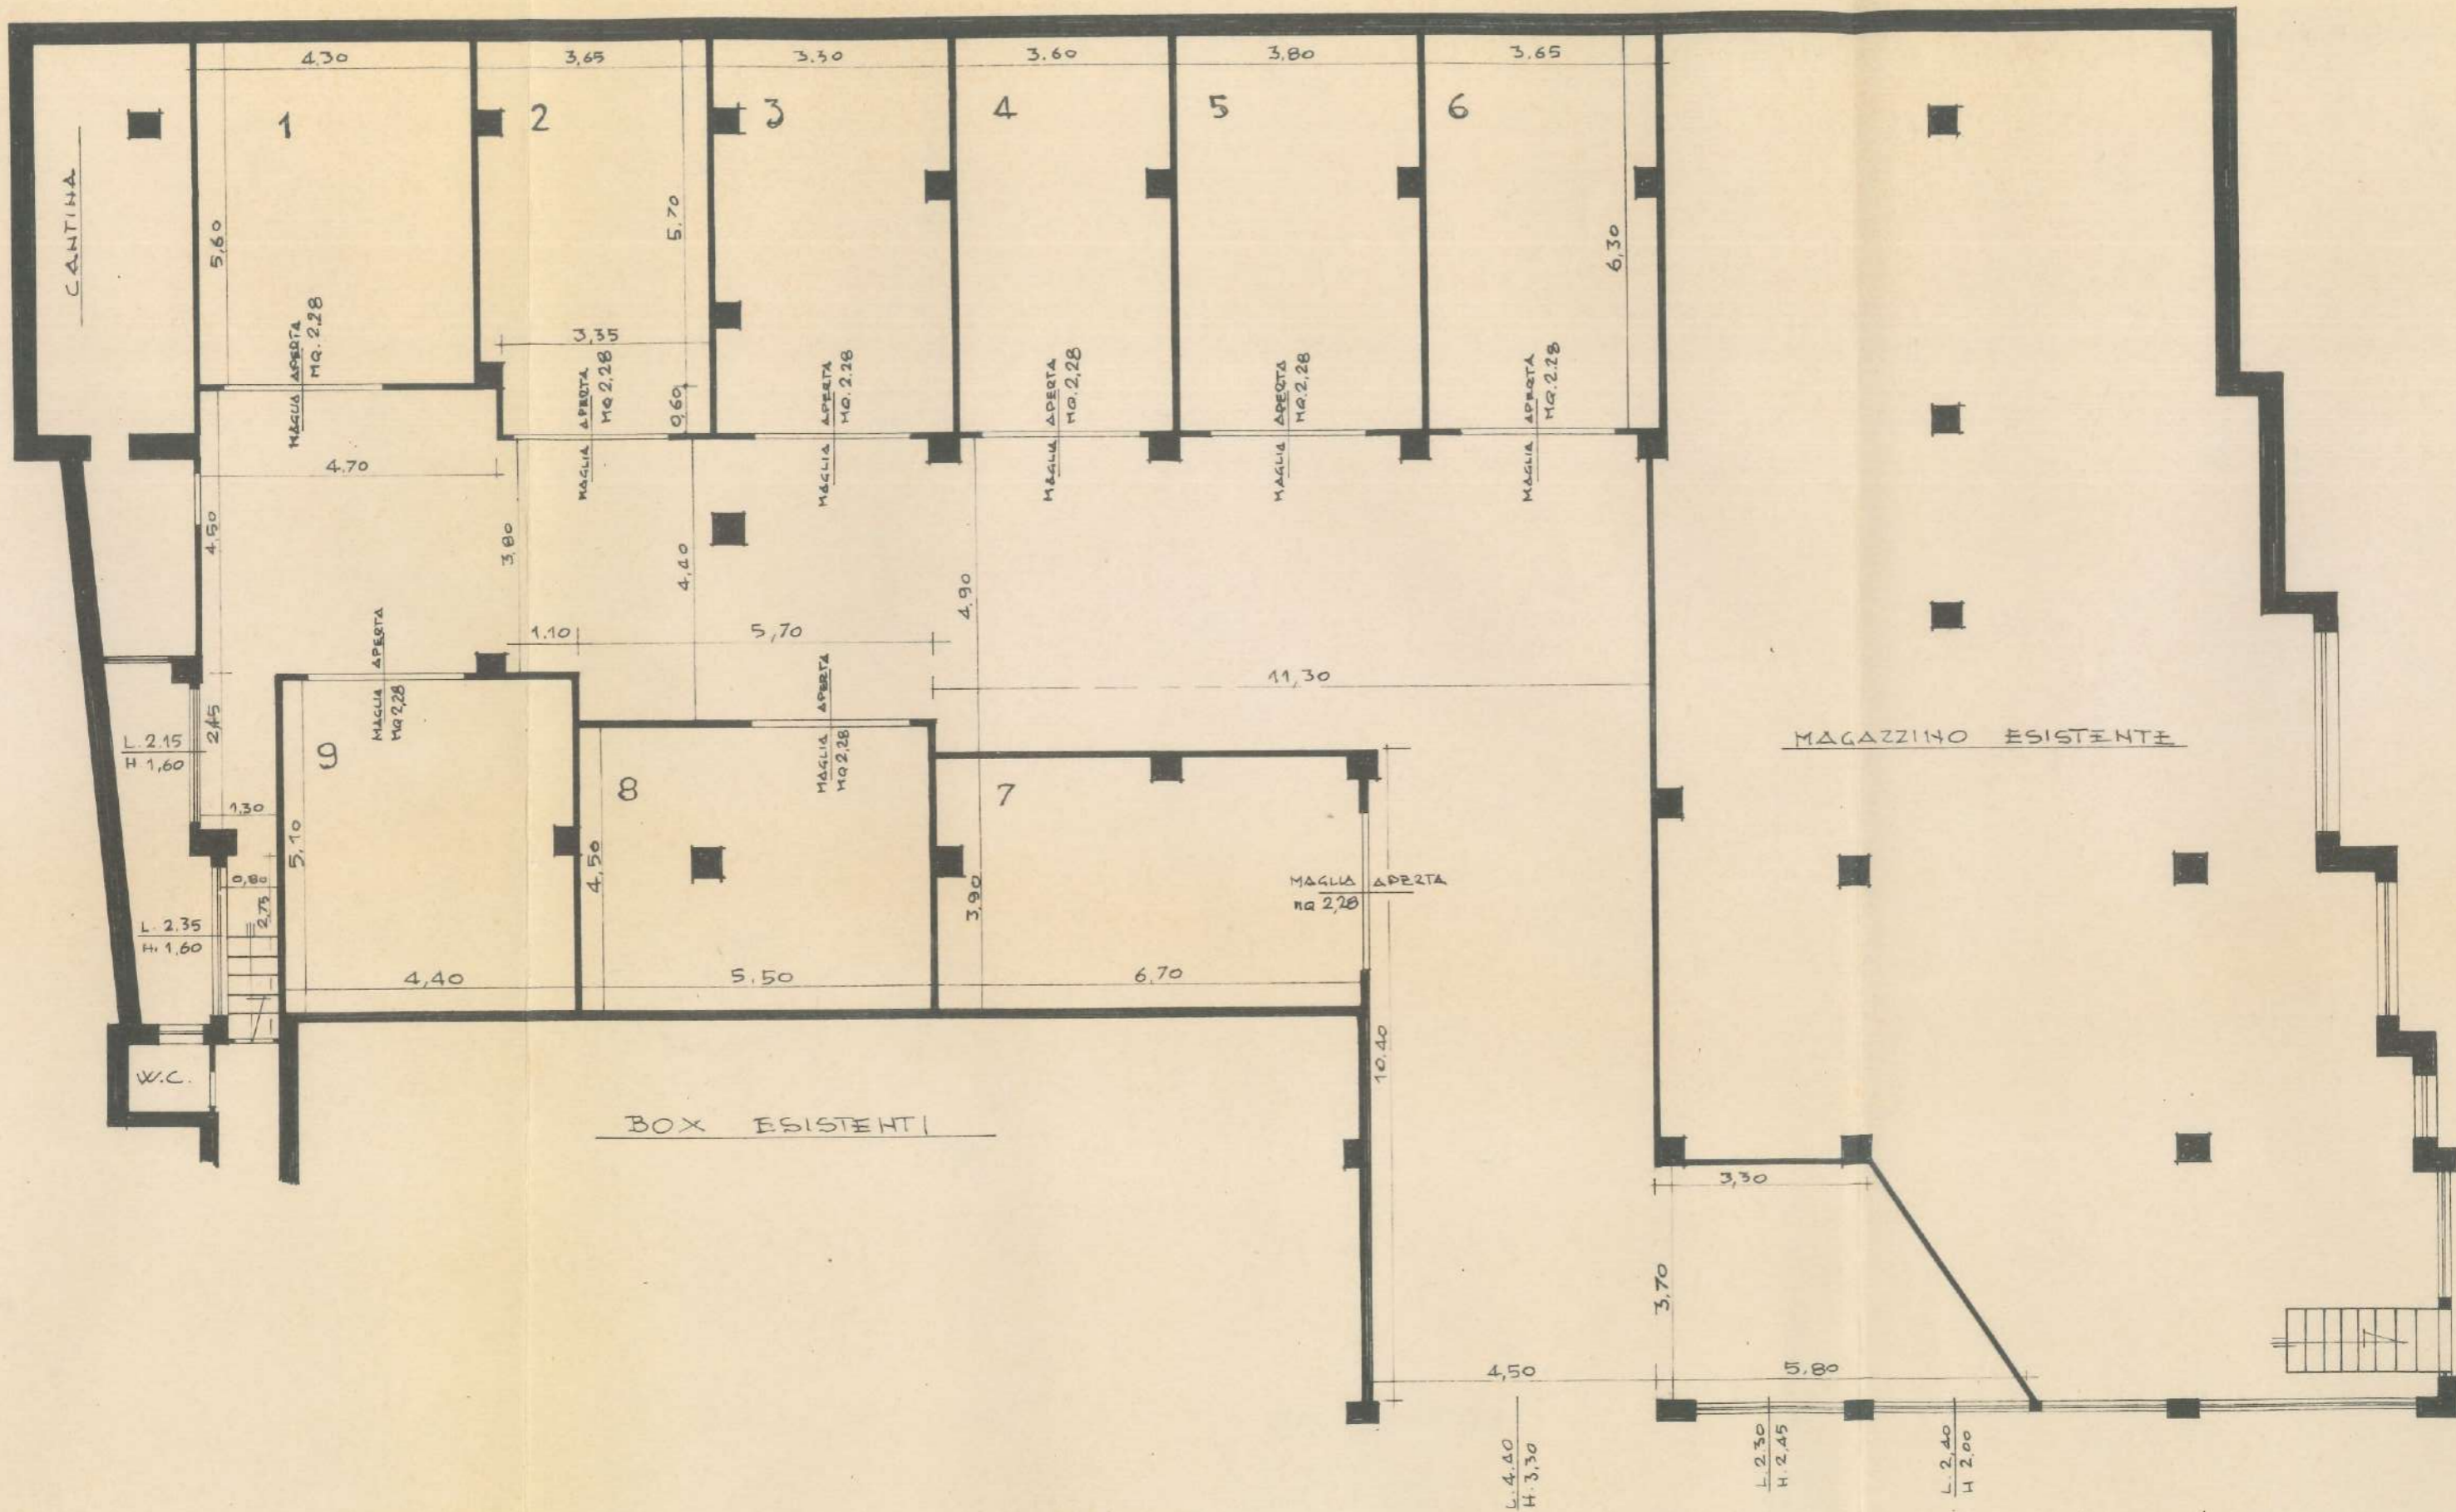 4,30
3,65
3.50
3.60
3,80
3.65
1
2
3
4
5
6
CANTINA
5,60
5.70
6,30
MAGLIA APERTA
MQ. 2.28
3,35
0,60
MAGLIA APERTA
MQ 2,28
MAGLIA APERTA
MQ. 2.28
MAGLIA APERTA
MQ. 2,28
MAGLIA APERTA
MQ. 2,28
MAGLIA APERTA
MQ. 2.28
4.70
4.50
3,80
4,40
4,90
1.10
5,70
11,30
MAGLIA APERTA
MQ 2,28
MAGLIA APERTA
MQ 2,28
L. 2.15
H 1,60
2,15
1.30
9
8
7
5,10
4,50
3,90
MAGLIA APERTA
MQ 2,28
MAGAZZINO ESISTENTE
0,80
2,75
L. 2.35
H. 1,60
4,40
5.50
6,70
10.40
W.C.
BOX ESISTENTI
3,30
3,70
4,50
5.80
L. 4.40
H. 3,30
L. 2.30
H. 2,45
L. 2,40
H 2,00